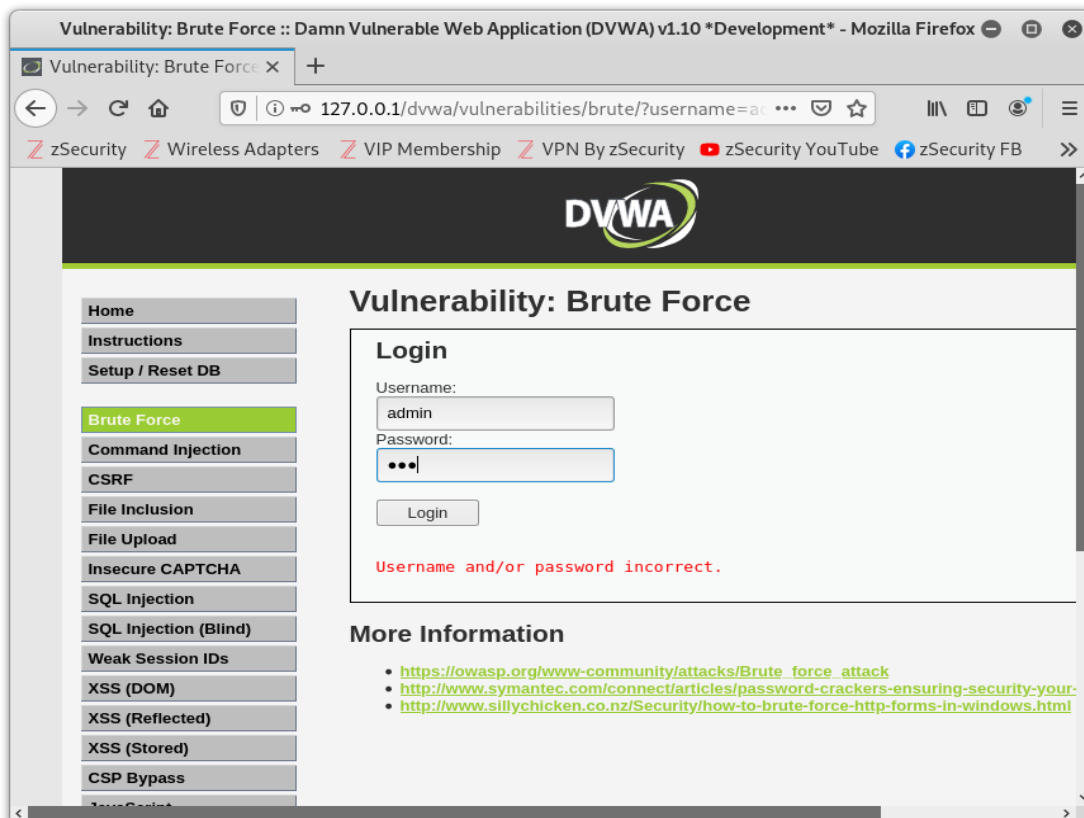 Vulnerability: Brute Force :: Damn Vulnerable Web Application (DVWA) v1.10 *Development* - Mozilla Firefox
Vulnerability: Brute Force
127.0.0.1/dvwa/vulnerabilities/brute/?username=ad
zSecurity Wireless Adapters VIP Membership VPN By zSecurity zSecurity YouTube zSecurity FB
DVWA
Home
Instructions
Setup / Reset DB
Brute Force
Command Injection
CSRF
File Inclusion
File Upload
Insecure CAPTCHA
SQL Injection
SQL Injection (Blind)
Weak Session IDs
XSS (DOM)
XSS (Reflected)
XSS (Stored)
CSP Bypass
JavaScript
Vulnerability: Brute Force
Login
Username:
admin
Password:
•••
Login
Username and/or password incorrect.
More Information
• https://owasp.org/www-community/attacks/Brute_force_attack
• http://www.symantec.com/connect/articles/password-crackers-ensuring-security-your-
• http://www.sillychicken.co.nz/Security/how-to-brute-force-http-forms-in-windows.html